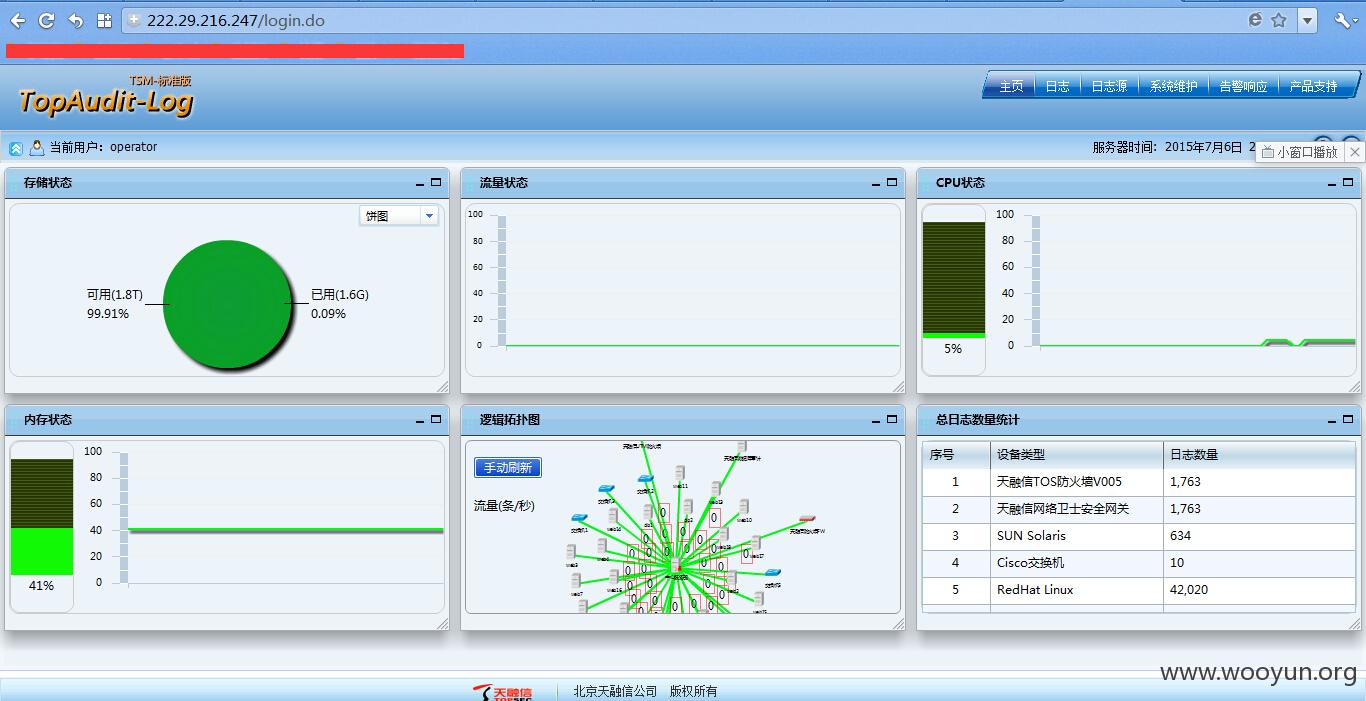 222.29.216.247/login.do
TSM-标准版
TopAudit-Log
主页 日志 日志源 系统维护 告警响应 产品支持
当前用户：operator
服务器时间：2015年7月6日 2
小窗口播放
存储状态
饼图
可用(1.8T)
99.91%
已用(1.6G)
0.09%
流量状态
100
80
60
40
20
0
CPU状态
5%
100
80
60
40
20
0
内存状态
41%
100
80
60
40
20
0
逻辑拓扑图
手动刷新
流量(条/秒)
总日志数量统计
序号 设备类型 日志数量
1 天融信TOS防火墙V005 1,763
2 天融信网络卫士安全网关 1,763
3 SUN Solaris 634
4 Cisco交换机 10
5 RedHat Linux 42,020
www.wooyun.org
天融信
北京天融信公司 版权所有